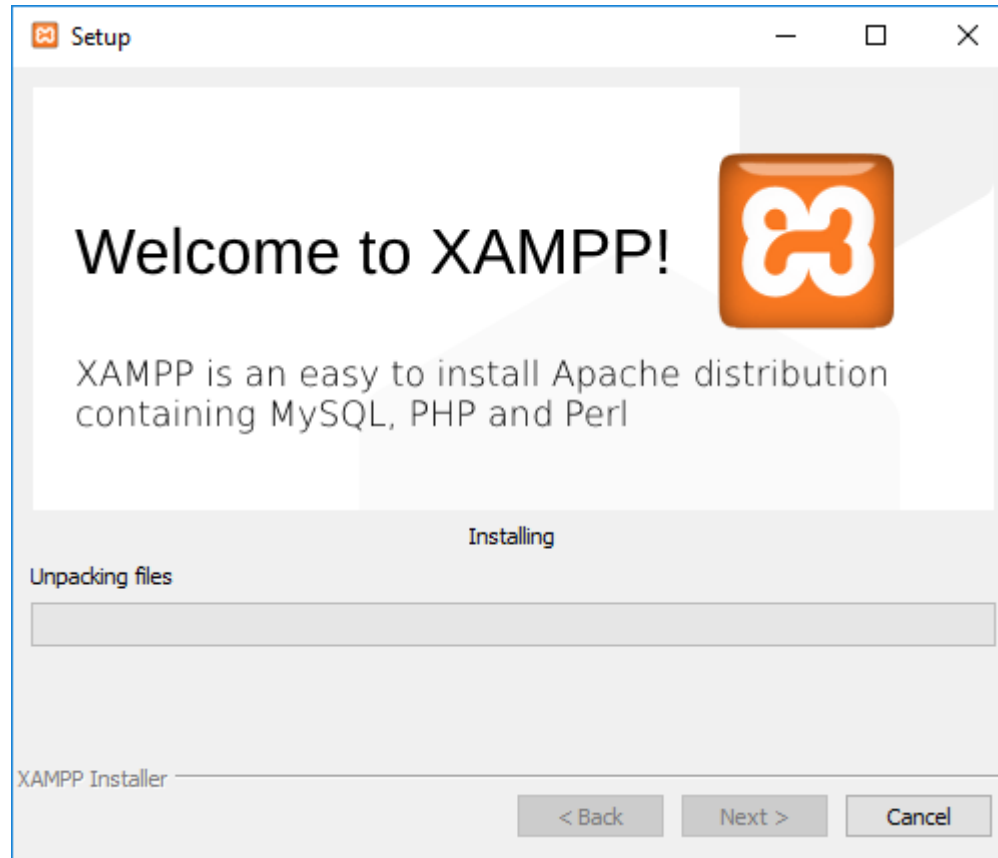 Setup
Welcome to XAMPP!
XAMPP is an easy to install Apache distribution
containing MySQL, PHP and Perl
Installing
Unpacking files
XAMPP Installer
< Back Next > Cancel